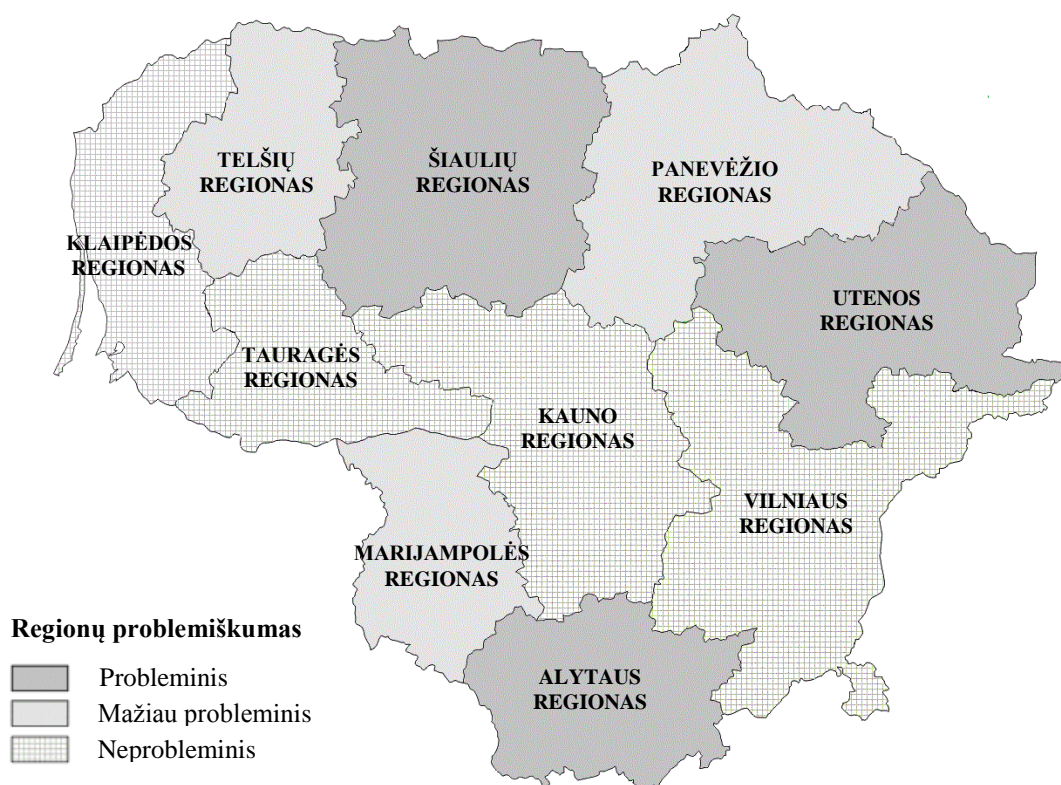 TELŠIŲ
REGIONAS
ŠIAULIŲ
REGIONAS
PANEVĖŽIO
REGIONAS
KLAIPĖDOS
REGIONAS
UTENOS
REGIONAS
TAURAGĖS
REGIONAS
KAUNO
REGIONAS
VILNIAUS
REGIONAS
MARIJAMPOLĖS
REGIONAS
ALYTAUS
REGIONAS
Regionų problemiškumas
Probleminis
Mažiau probleminis
Neprobleminis